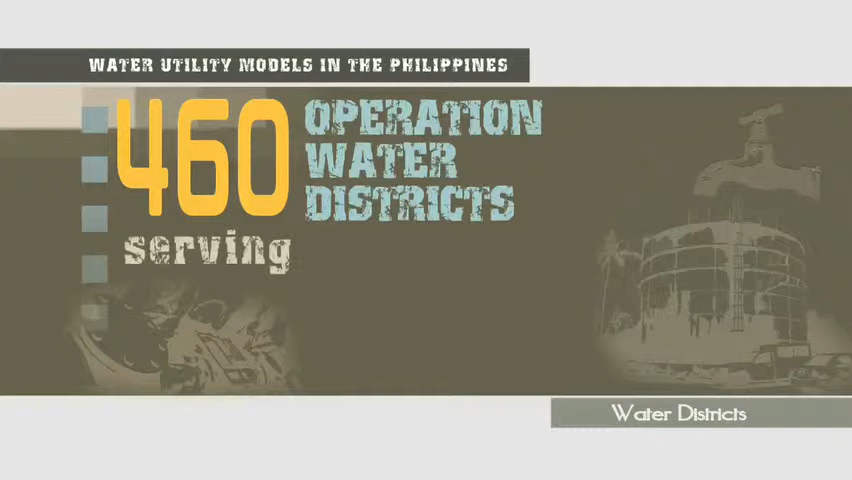 WATER UTILITY MODELS IN THE PHILIPPINES
460 OPERATION
WATER
DISTRICTS
serving
Water Districts